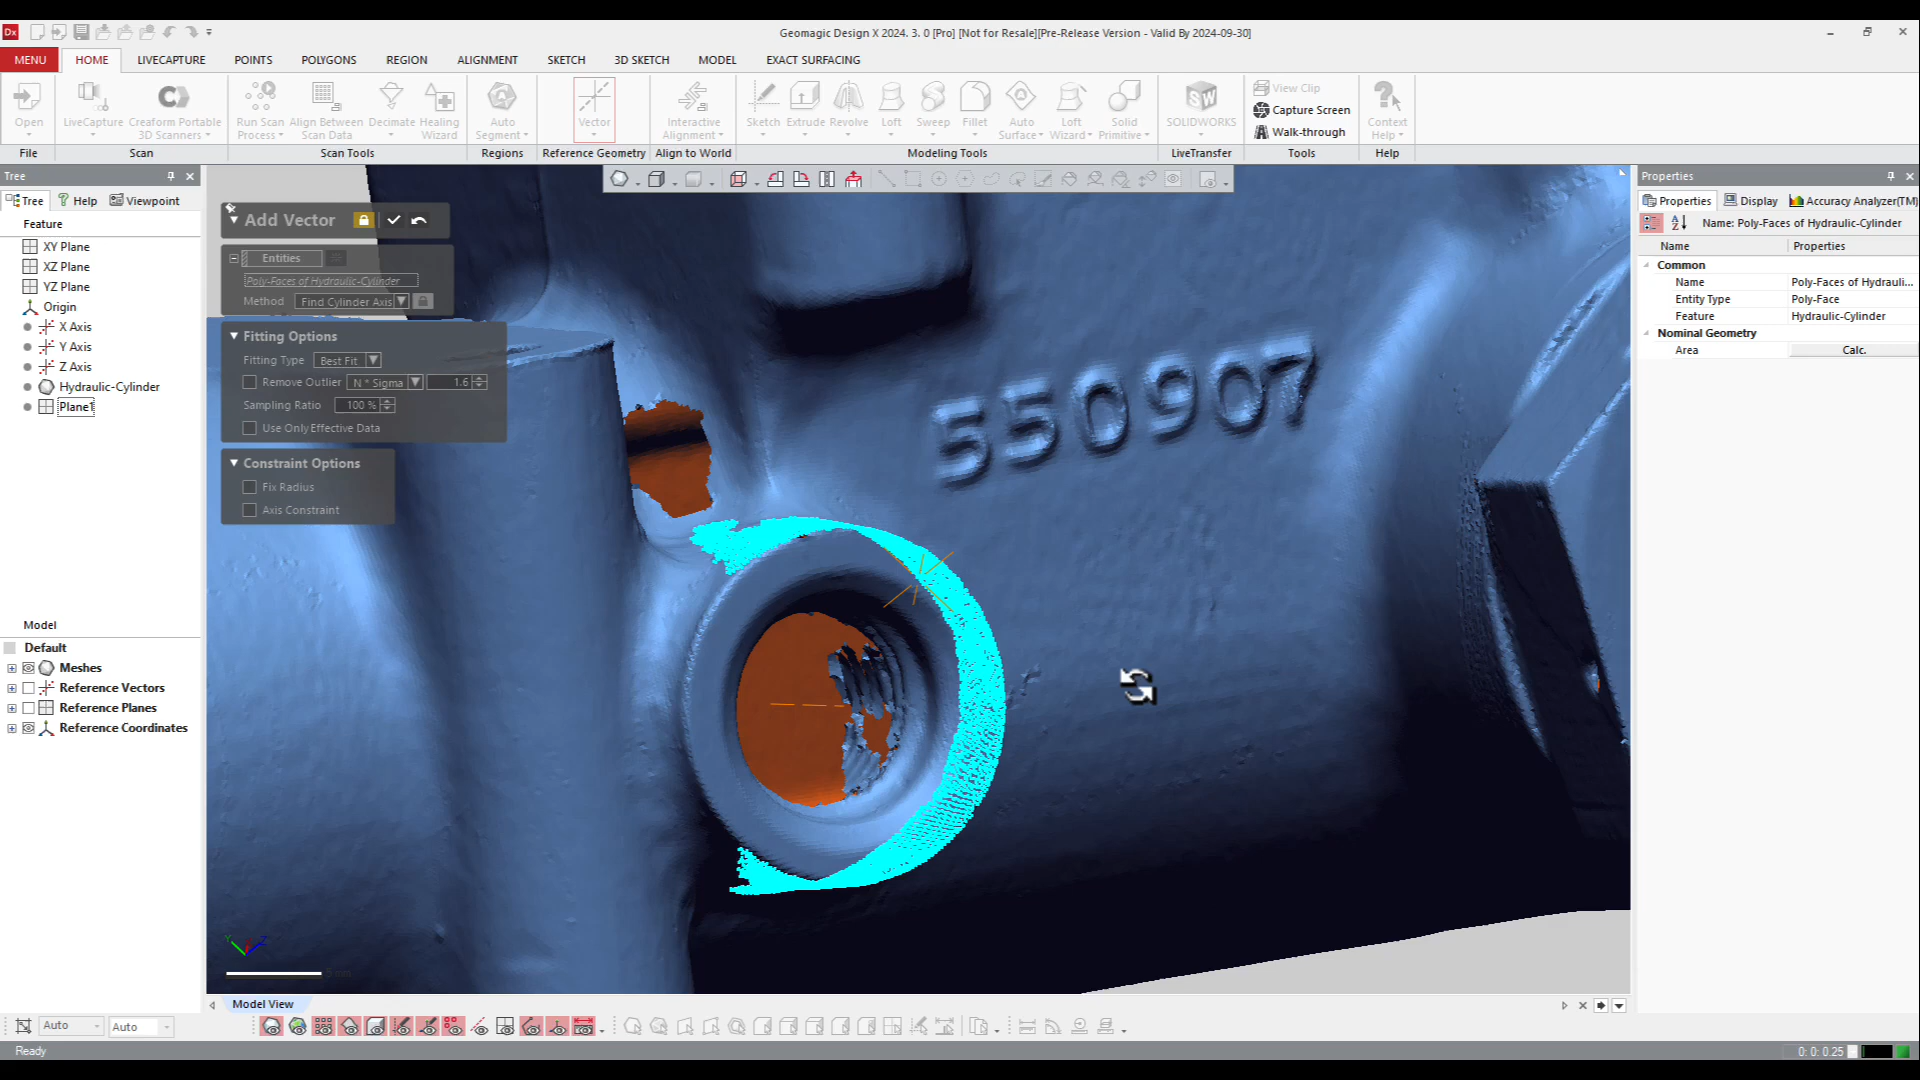 Dx
Geomagic Design X 2024. 3. 0 [Pro] [Not for Resale][Pre-Release Version - Valid By 2024-09-30]
MENU HOME LIVECAPTURE POINTS POLYGONS REGION ALIGNMENT SKETCH 3D SKETCH MODEL EXACT SURFACING
Open LiveCapture Creaform Portable 3D Scanners Run Scan Process Align Between Scan Data Decimate Healing Wizard Auto Segment Vector Interactive Alignment Sketch Extrude Revolve Loft Sweep Fillet Auto Surface Loft Wizard Solid Primitive SOLIDWORKS View Clip Capture Screen Walk-through Context Help
File Scan Scan Tools Regions Reference Geometry Align to World Modeling Tools LiveTransfer Tools Help
Tree
Tree Help Viewpoint
Feature
XY Plane
XZ Plane
YZ Plane
Origin
X Axis
Y Axis
Z Axis
Hydraulic-Cylinder
Plane1
Model
Default
Meshes
Reference Vectors
Reference Planes
Reference Coordinates
Add Vector
Entities
Poly-Faces of Hydraulic-Cylinder
Method Find Cylinder Axis
Fitting Options
Fitting Type Best Fit
Remove Outlier N * Sigma 1.6
Sampling Ratio 100 %
Use Only Effective Data
Constraint Options
Fix Radius
Axis Constraint
550907
5 mm
Model View
Properties
Properties Display Accuracy Analyzer(TM)
Name: Poly-Faces of Hydraulic-Cylinder
Name Properties
Common
Name Poly-Faces of Hydrauli...
Entity Type Poly-Face
Feature Hydraulic-Cylinder
Nominal Geometry
Area Calc.
Auto Auto
Ready
0: 0: 0.25